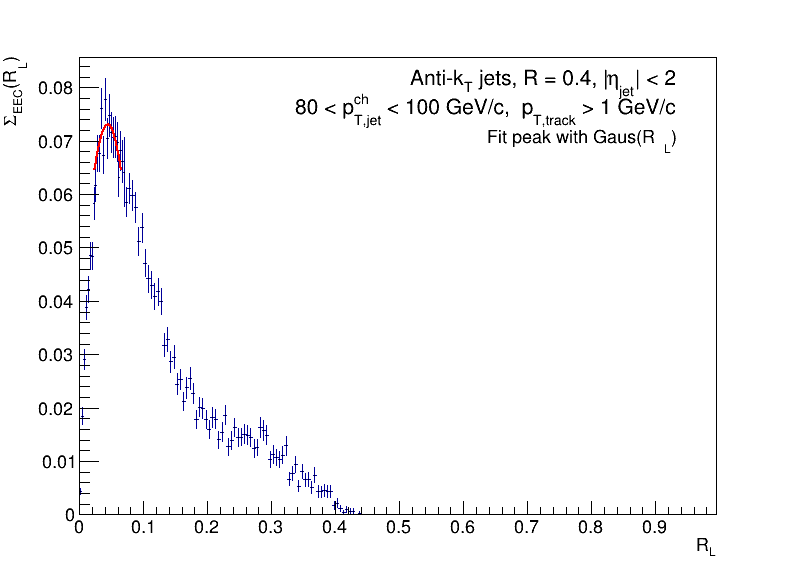 Σ_EEC(R_L)
Anti-k_T jets, R = 0.4, |η_jet| < 2
80 < p_T,jet^ch < 100 GeV/c, p_T,track > 1 GeV/c
Fit peak with Gaus(R_L)
0.08
0.07
0.06
0.05
0.04
0.03
0.02
0.01
0
0 0.1 0.2 0.3 0.4 0.5 0.6 0.7 0.8 0.9
R_L